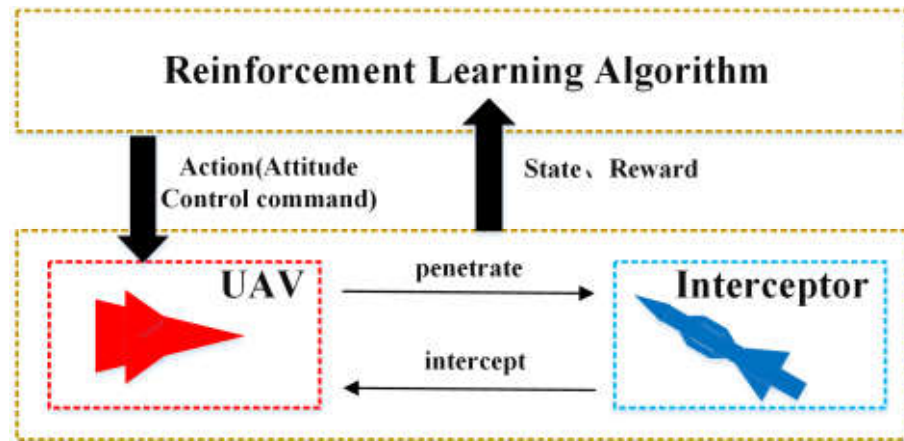 Reinforcement Learning Algorithm
Action(Attitude
Control command)
State、Reward
UAV
penetrate
Interceptor
intercept